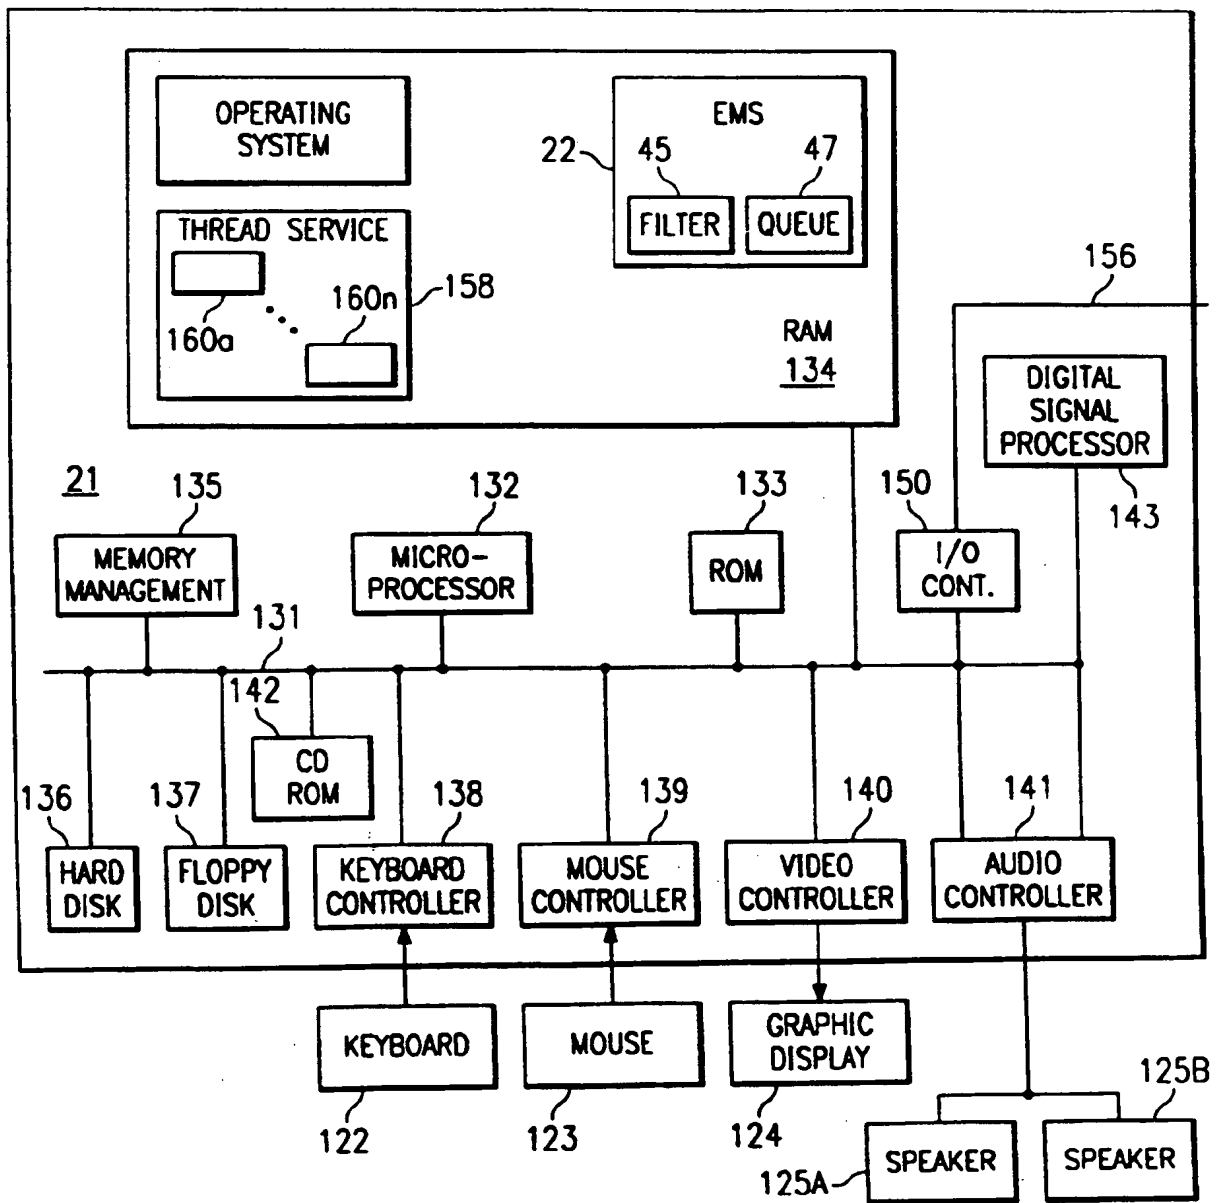 OPERATING
SYSTEM
EMS
22
45
47
FILTER
QUEUE
THREAD SERVICE
160a
160n
158
RAM
134
156
DIGITAL
SIGNAL
PROCESSOR
143
21
135
132
133
150
MEMORY
MANAGEMENT
MICRO-
PROCESSOR
ROM
I/O
CONT.
131
142
CD
ROM
136
137
138
139
140
141
HARD
DISK
FLOPPY
DISK
KEYBOARD
CONTROLLER
MOUSE
CONTROLLER
VIDEO
CONTROLLER
AUDIO
CONTROLLER
KEYBOARD
MOUSE
GRAPHIC
DISPLAY
122
123
124
125B
SPEAKER
SPEAKER
125A